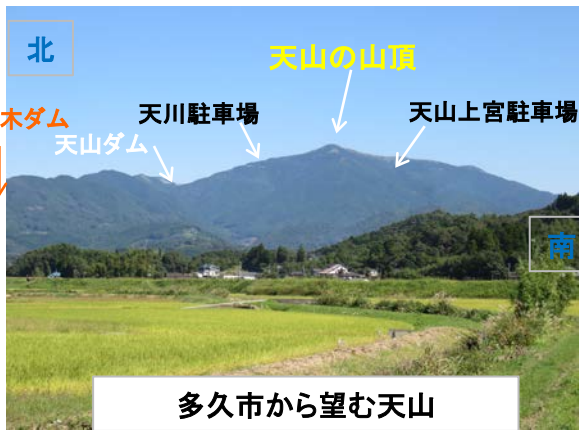 北
天山の山頂
木ダム
天川駐車場
天山上宮駐車場
天山ダム
南
多久市から望む天山